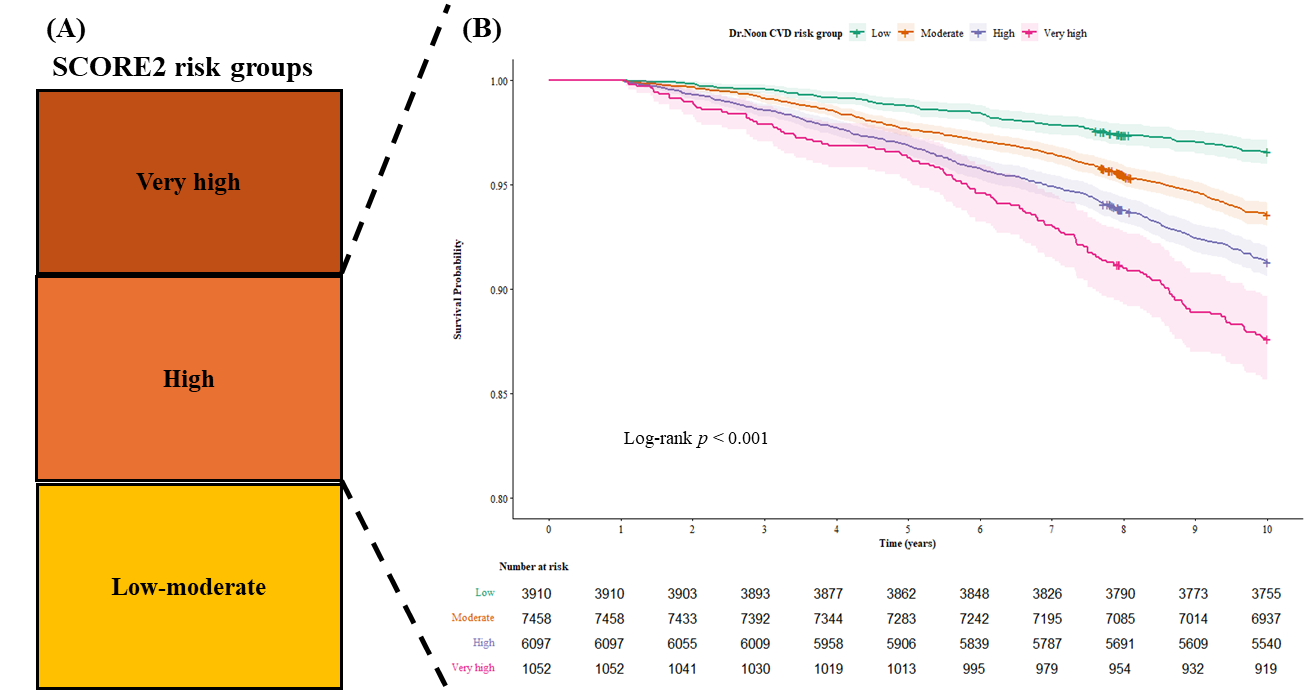 (A)
SCORE2 risk groups
Very high
High
Low-moderate
(B)
Dr.Noon CVD risk group Low Moderate High Very high
Survival Probability
1.00
0.95
0.90
0.85
0.80
Log-rank p < 0.001
0 1 2 3 4 5 6 7 8 9 10
Time (years)
Number at risk
Low 3910 3910 3903 3893 3877 3862 3848 3826 3790 3773 3755
Moderate 7458 7458 7433 7392 7344 7283 7242 7195 7085 7014 6937
High 6097 6097 6055 6009 5958 5906 5839 5787 5691 5609 5540
Very high 1052 1052 1041 1030 1019 1013 995 979 954 932 919